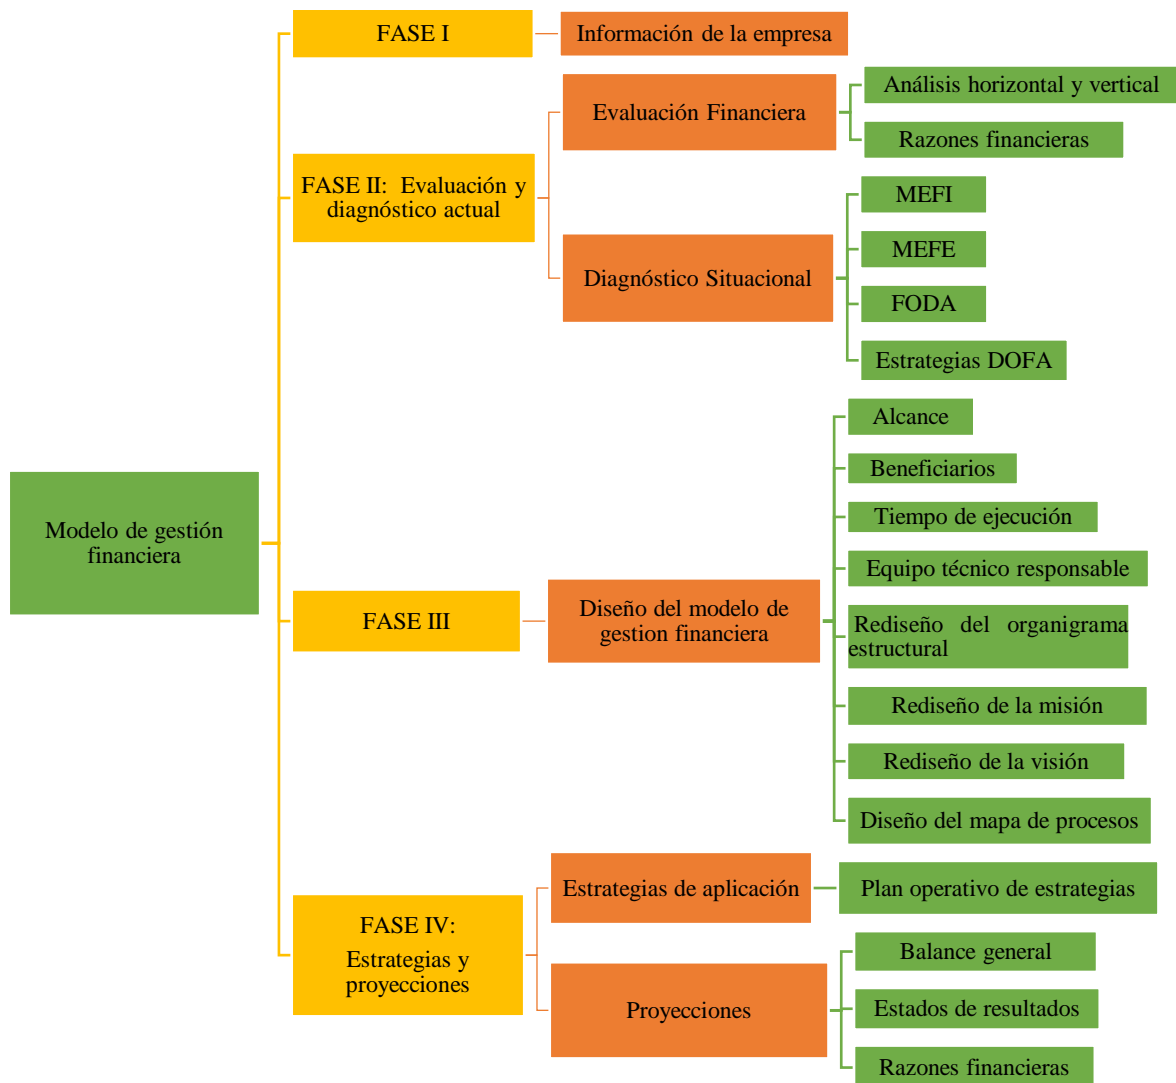 FASE I
Información de la empresa
Análisis horizontal y vertical
Evaluación Financiera
Razones financieras
FASE II:  Evaluación y
diagnóstico actual
MEFI
MEFE
Diagnóstico Situacional
FODA
Estrategias DOFA
Alcance
Beneficiarios
Tiempo de ejecución
Modelo de gestión
financiera
Equipo técnico responsable
FASE III
Diseño del modelo de
gestion financiera
Rediseño del organigrama
estructural
Rediseño de la misión
Rediseño de la visión
Diseño del mapa de procesos
Estrategias de aplicación
Plan operativo de estrategias
FASE IV:
Estrategias y
proyecciones
Balance general
Proyecciones
Estados de resultados
Razones financieras